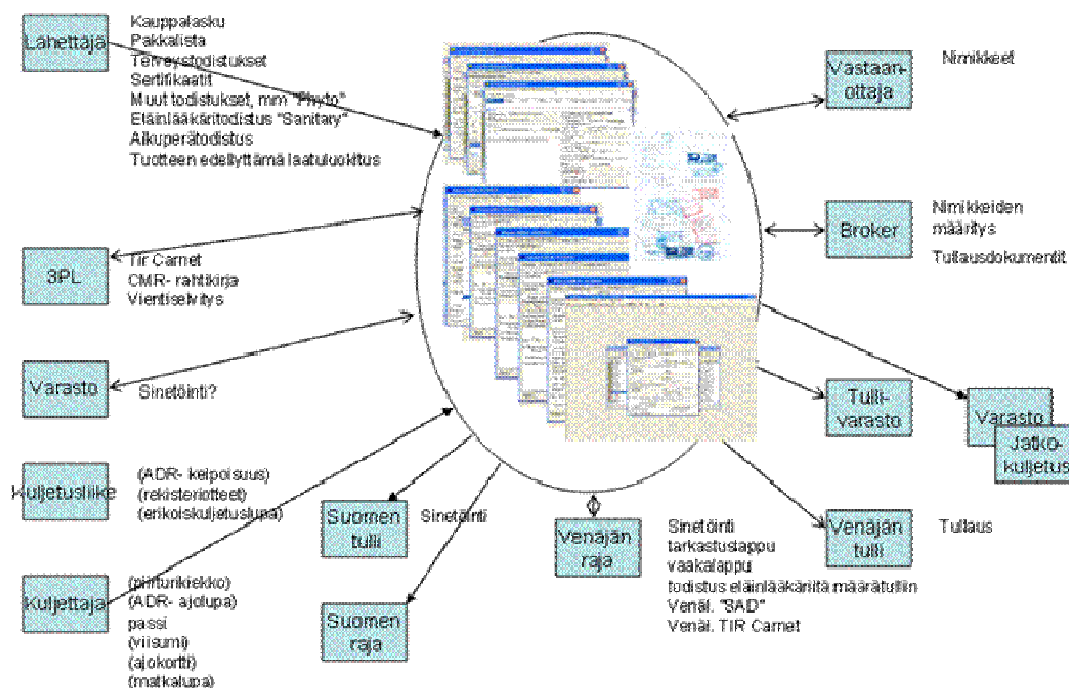 Lähettäjä
Kauppalasku
Pakkalista
Terveystodistukset
Sertifikaatit
Muut todistukset, mm "Phyto"
Eläinlääkäritodistus "Sanitary"
Alkuperätodistus
Tuotteen edellyttämä laatuluokitus
3PL
Tir Carnet
CMR- rahtikirja
Vientiselvitys
Varasto
Sinetöinti?
Kuljetusliike
(ADR- kelpoisuus)
(rekisteriotteet)
(erikoiskuljetuslupa)
Kuljettaja
(piirturikiekko)
(ADR- ajolupa)
passi
(viisumi)
(ajokortti)
(matkalupa)
Suomen
tulli
Sinetöinti
Suomen
raja
Venäjän
raja
Sinetöinti
tarkastuslappu
vaakalappu
todistus eläinlääkäriltä määrätulliin
Venäl. "SAD"
Venäl. TIR Carnet
Vastaan-
ottaja
Nimikkeet
Broker
Nimikkeiden
määritys
Tullausdokumentit
Tulli-
varasto
Varasto
Jatko-
kuljetus
Venäjän
tulli
Tullaus